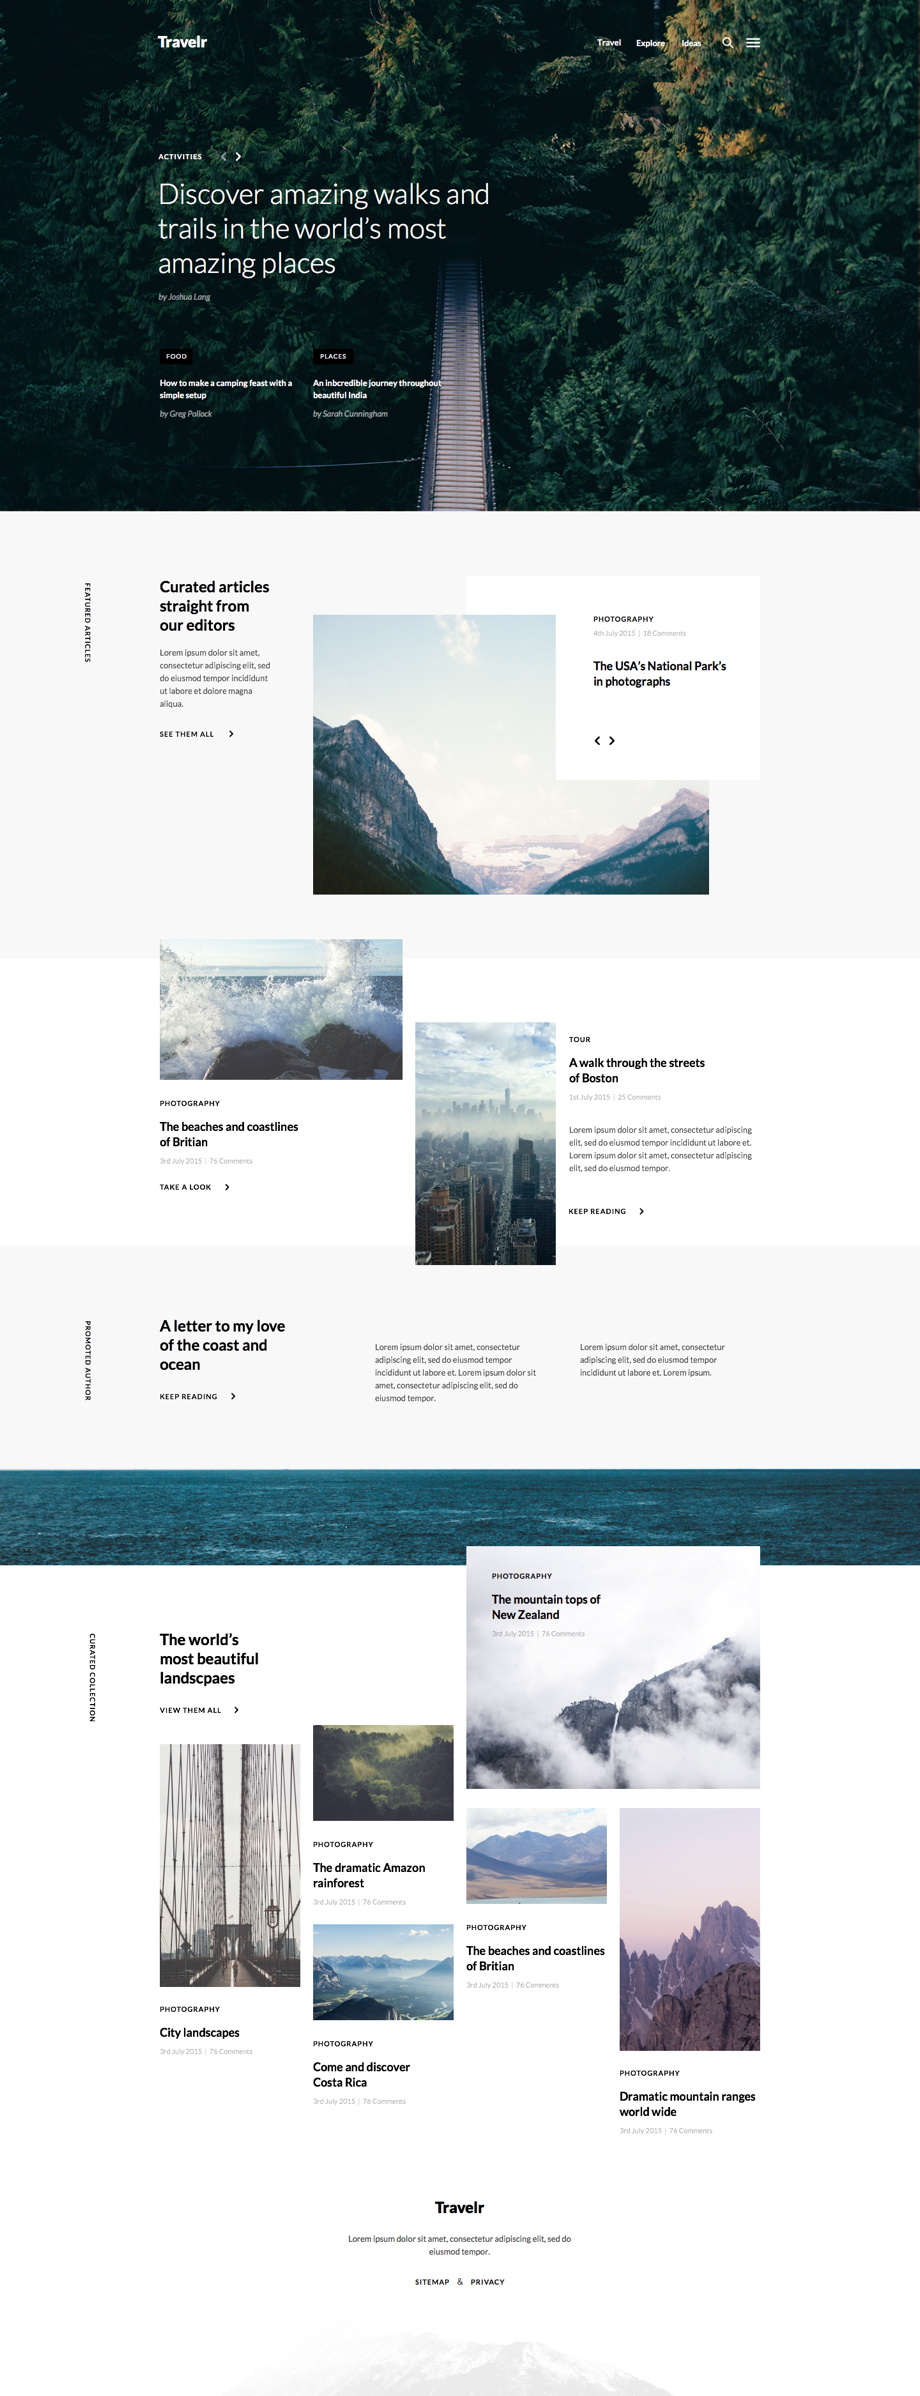 Travelr
Travel Explore Ideas
ACTIVITIES
Discover amazing walks and
trails in the world's most
amazing places
by Joshua Lang
FOOD
How to make a camping feast with a
simple setup
by Greg Pollock
PLACES
An inbcredible journey throughout
beautiful India
by Sarah Cunningham
FEATURED ARTICLES
Curated articles
straight from
our editors
Lorem ipsum dolor sit amet,
consectetur adipiscing elit, sed
do eiusmod tempor incididunt
ut labore et dolore magna
aliqua.
SEE THEM ALL
PHOTOGRAPHY
4th July 2015 | 18 Comments
The USA's National Park's
in photographs
PHOTOGRAPHY
The beaches and coastlines
of Britian
3rd July 2015 | 76 Comments
TAKE A LOOK
TOUR
A walk through the streets
of Boston
1st July 2015 | 25 Comments
Lorem ipsum dolor sit amet, consectetur adipiscing
elit, sed do eiusmod tempor incididunt ut labore et.
Lorem ipsum dolor sit amet, consectetur adipiscing
elit, sed do eiusmod tempor.
KEEP READING
PROMOTED AUTHOR
A letter to my love
of the coast and
ocean
KEEP READING
Lorem ipsum dolor sit amet, consectetur
adipiscing elit, sed do eiusmod tempor
incididunt ut labore et. Lorem ipsum dolor sit
amet, consectetur adipiscing elit, sed do
eiusmod tempor.
Lorem ipsum dolor sit amet, consectetur
adipiscing elit, sed do eiusmod tempor
incididunt ut labore et. Lorem ipsum.
PHOTOGRAPHY
The mountain tops of
New Zealand
3rd July 2015 | 76 Comments
CURATED COLLECTION
The world's
most beautiful
landscpaes
VIEW THEM ALL
PHOTOGRAPHY
City landscapes
3rd July 2015 | 76 Comments
PHOTOGRAPHY
The dramatic Amazon
rainforest
3rd July 2015 | 76 Comments
PHOTOGRAPHY
Come and discover
Costa Rica
3rd July 2015 | 76 Comments
PHOTOGRAPHY
The beaches and coastlines
of Britian
3rd July 2015 | 76 Comments
PHOTOGRAPHY
Dramatic mountain ranges
world wide
3rd July 2015 | 76 Comments
Travelr
Lorem ipsum dolor sit amet, consectetur adipiscing elit, sed do
eiusmod tempor.
SITEMAP & PRIVACY